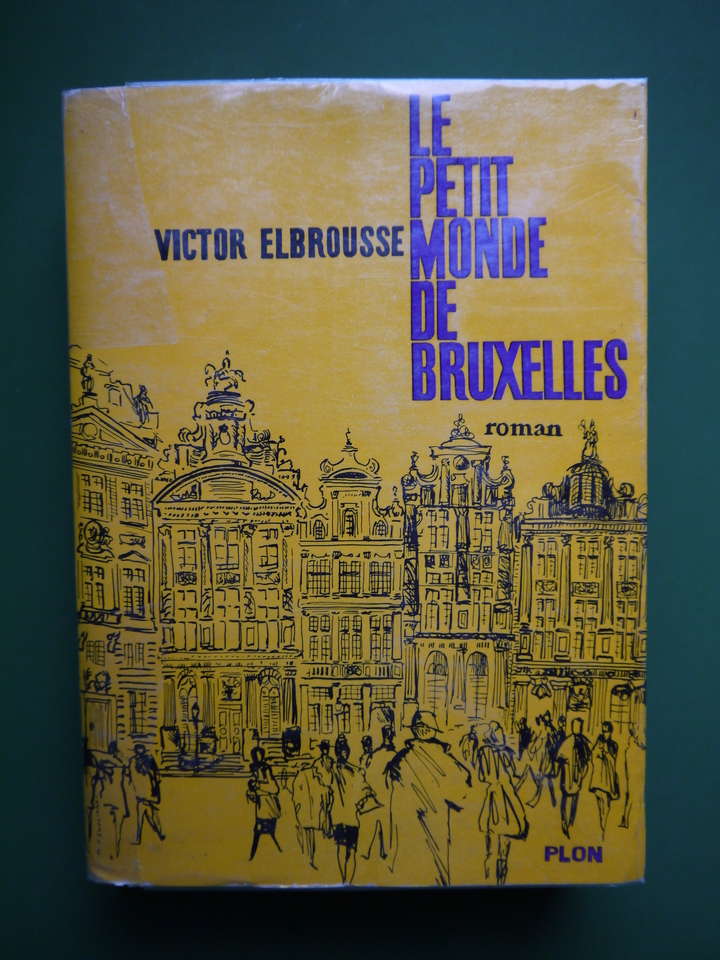 LE
PETIT
MONDE
DE
BRUXELLES
VICTOR ELBROUSSE
roman
PLON